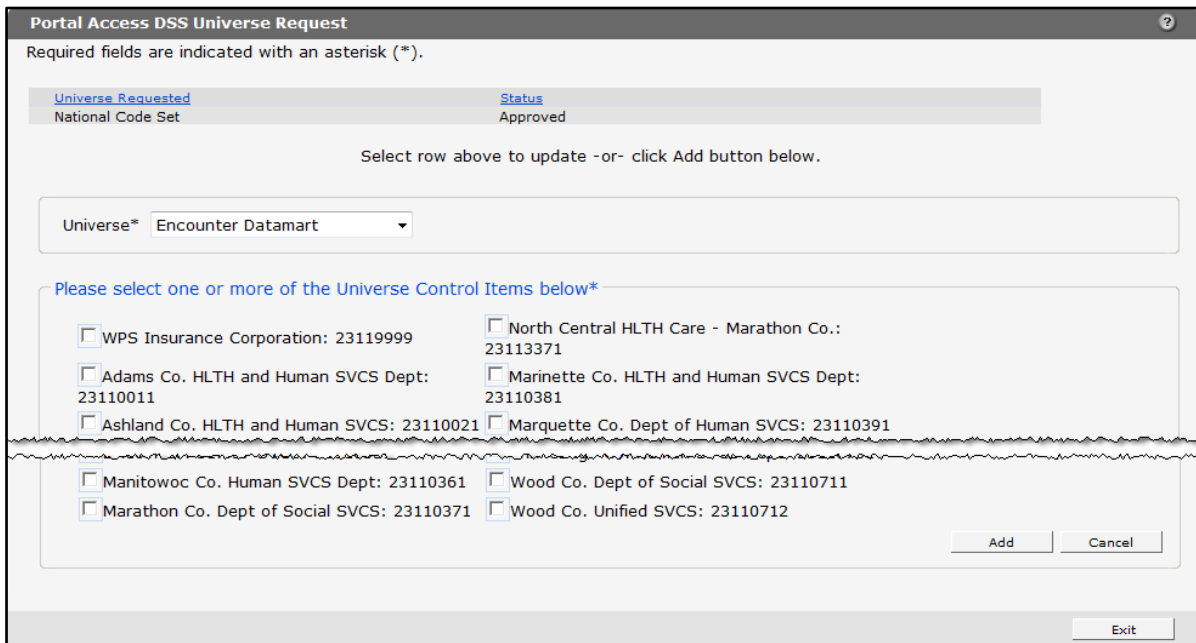 Portal Access DSS Universe Request ?
Required fields are indicated with an asterisk (*).
Universe Requested Status
National Code Set Approved
Select row above to update -or- click Add button below.
Universe* Encounter Datamart
Please select one or more of the Universe Control Items below*
WPS Insurance Corporation: 23119999
North Central HLTH Care - Marathon Co.:
23113371
Adams Co. HLTH and Human SVCS Dept:
23110011
Marinette Co. HLTH and Human SVCS Dept:
23110381
Ashland Co. HLTH and Human SVCS: 23110021
Marquette Co. Dept of Human SVCS: 23110391
Manitowoc Co. Human SVCS Dept: 23110361
Wood Co. Dept of Social SVCS: 23110711
Marathon Co. Dept of Social SVCS: 23110371
Wood Co. Unified SVCS: 23110712
Add Cancel
Exit